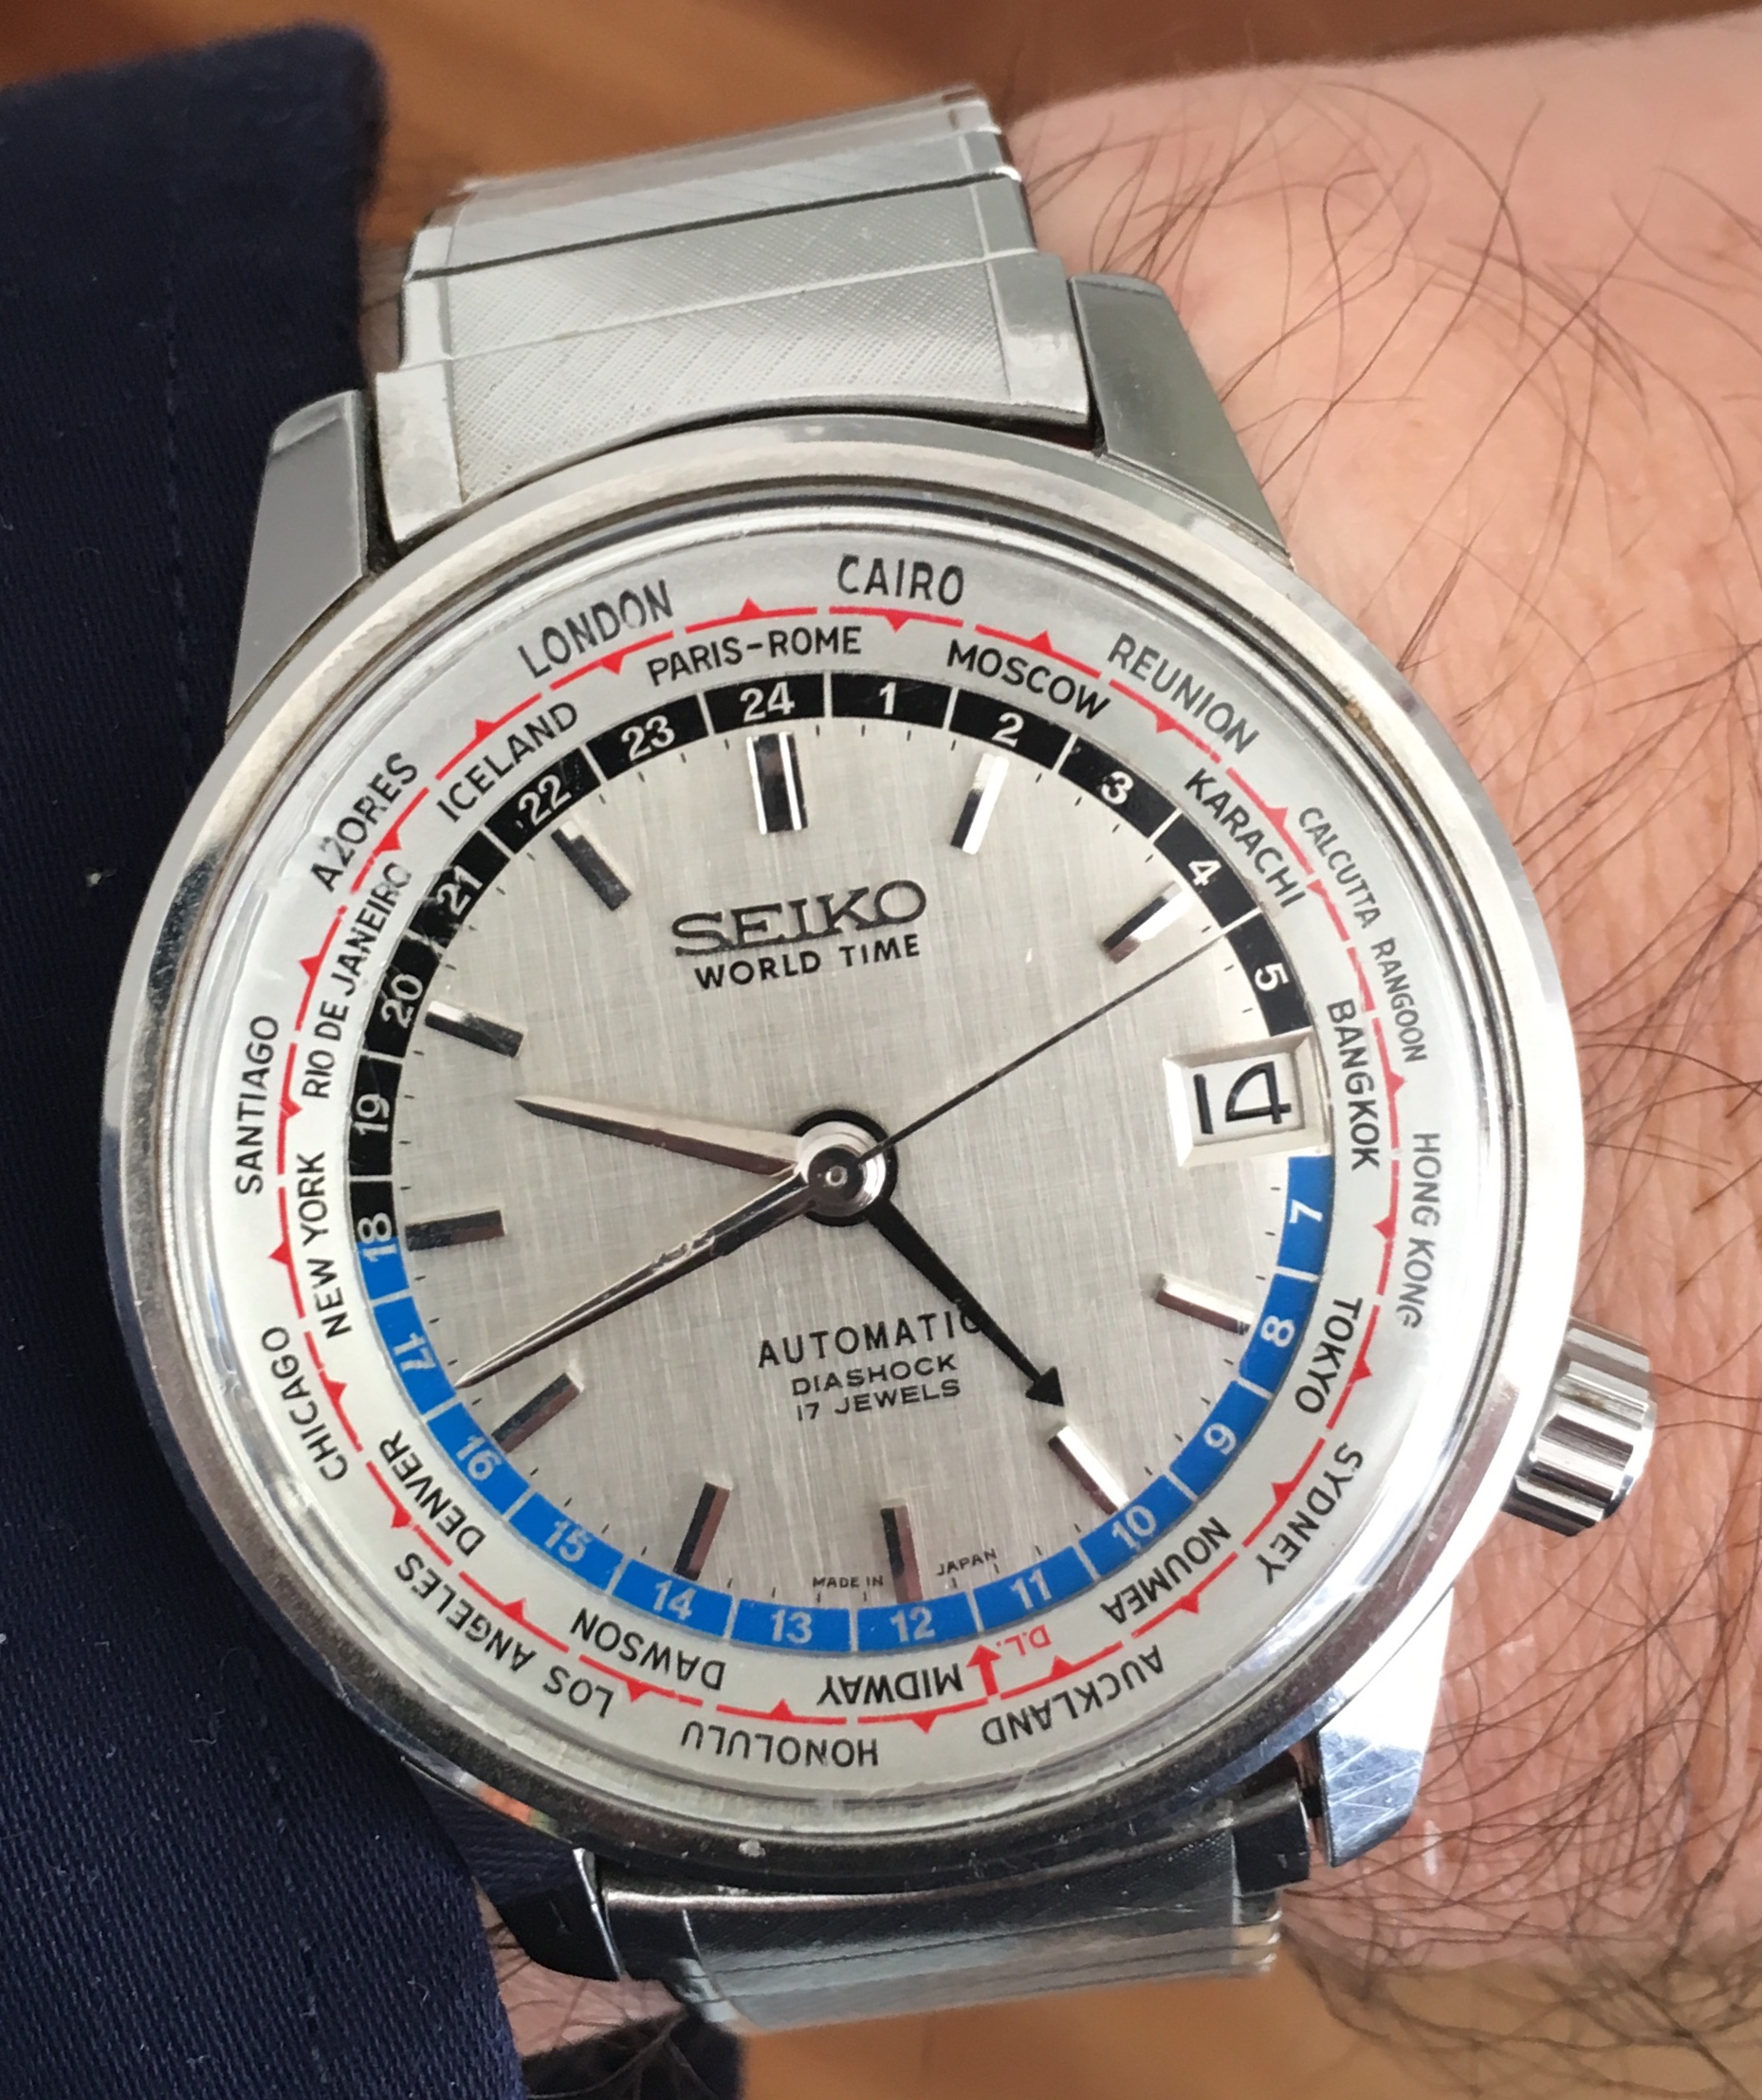 CAIRO
REUNION
CALCUTTA
RANGOON
HONG KONG
SYDNEY
AUCKLAND
HONOLULU
LOS ANGELES
CHICAGO
SANTIAGO
AZORES
LONDON
PARIS-ROME
MOSCOW
KARACHI
BANGKOK
TOKYO
NOUMEA
D.L.
MIDWAY
DAWSON
DENVER
NEW YORK
RIO DE JANEIRO
ICELAND
24
1
2
3
4
5
7
8
9
10
11
12
13
14
15
16
17
18
19
20
21
22
23
SEIKO
WORLD TIME
14
AUTOMATIC
DIASHOCK
17 JEWELS
MADE IN JAPAN